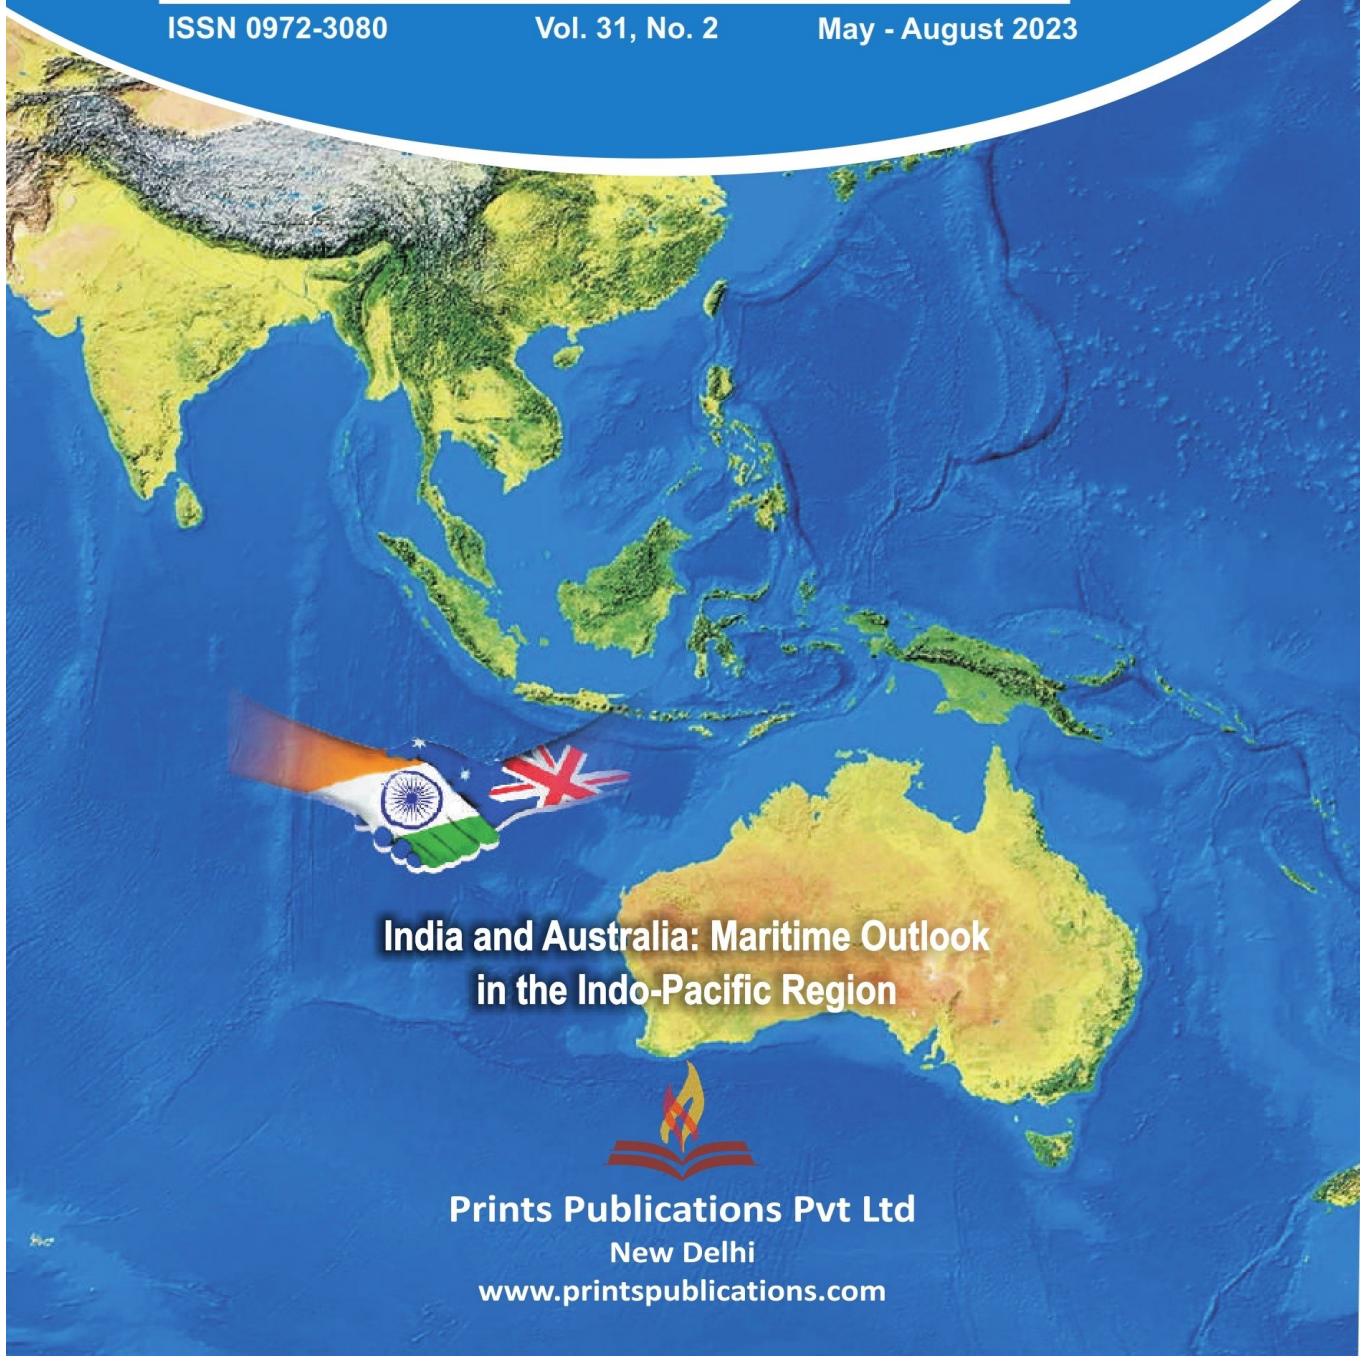 ISSN 0972-3080 Vol. 31, No. 2 May - August 2023
India and Australia: Maritime Outlook
in the Indo-Pacific Region
Prints Publications Pvt Ltd
New Delhi
www.printspublications.com